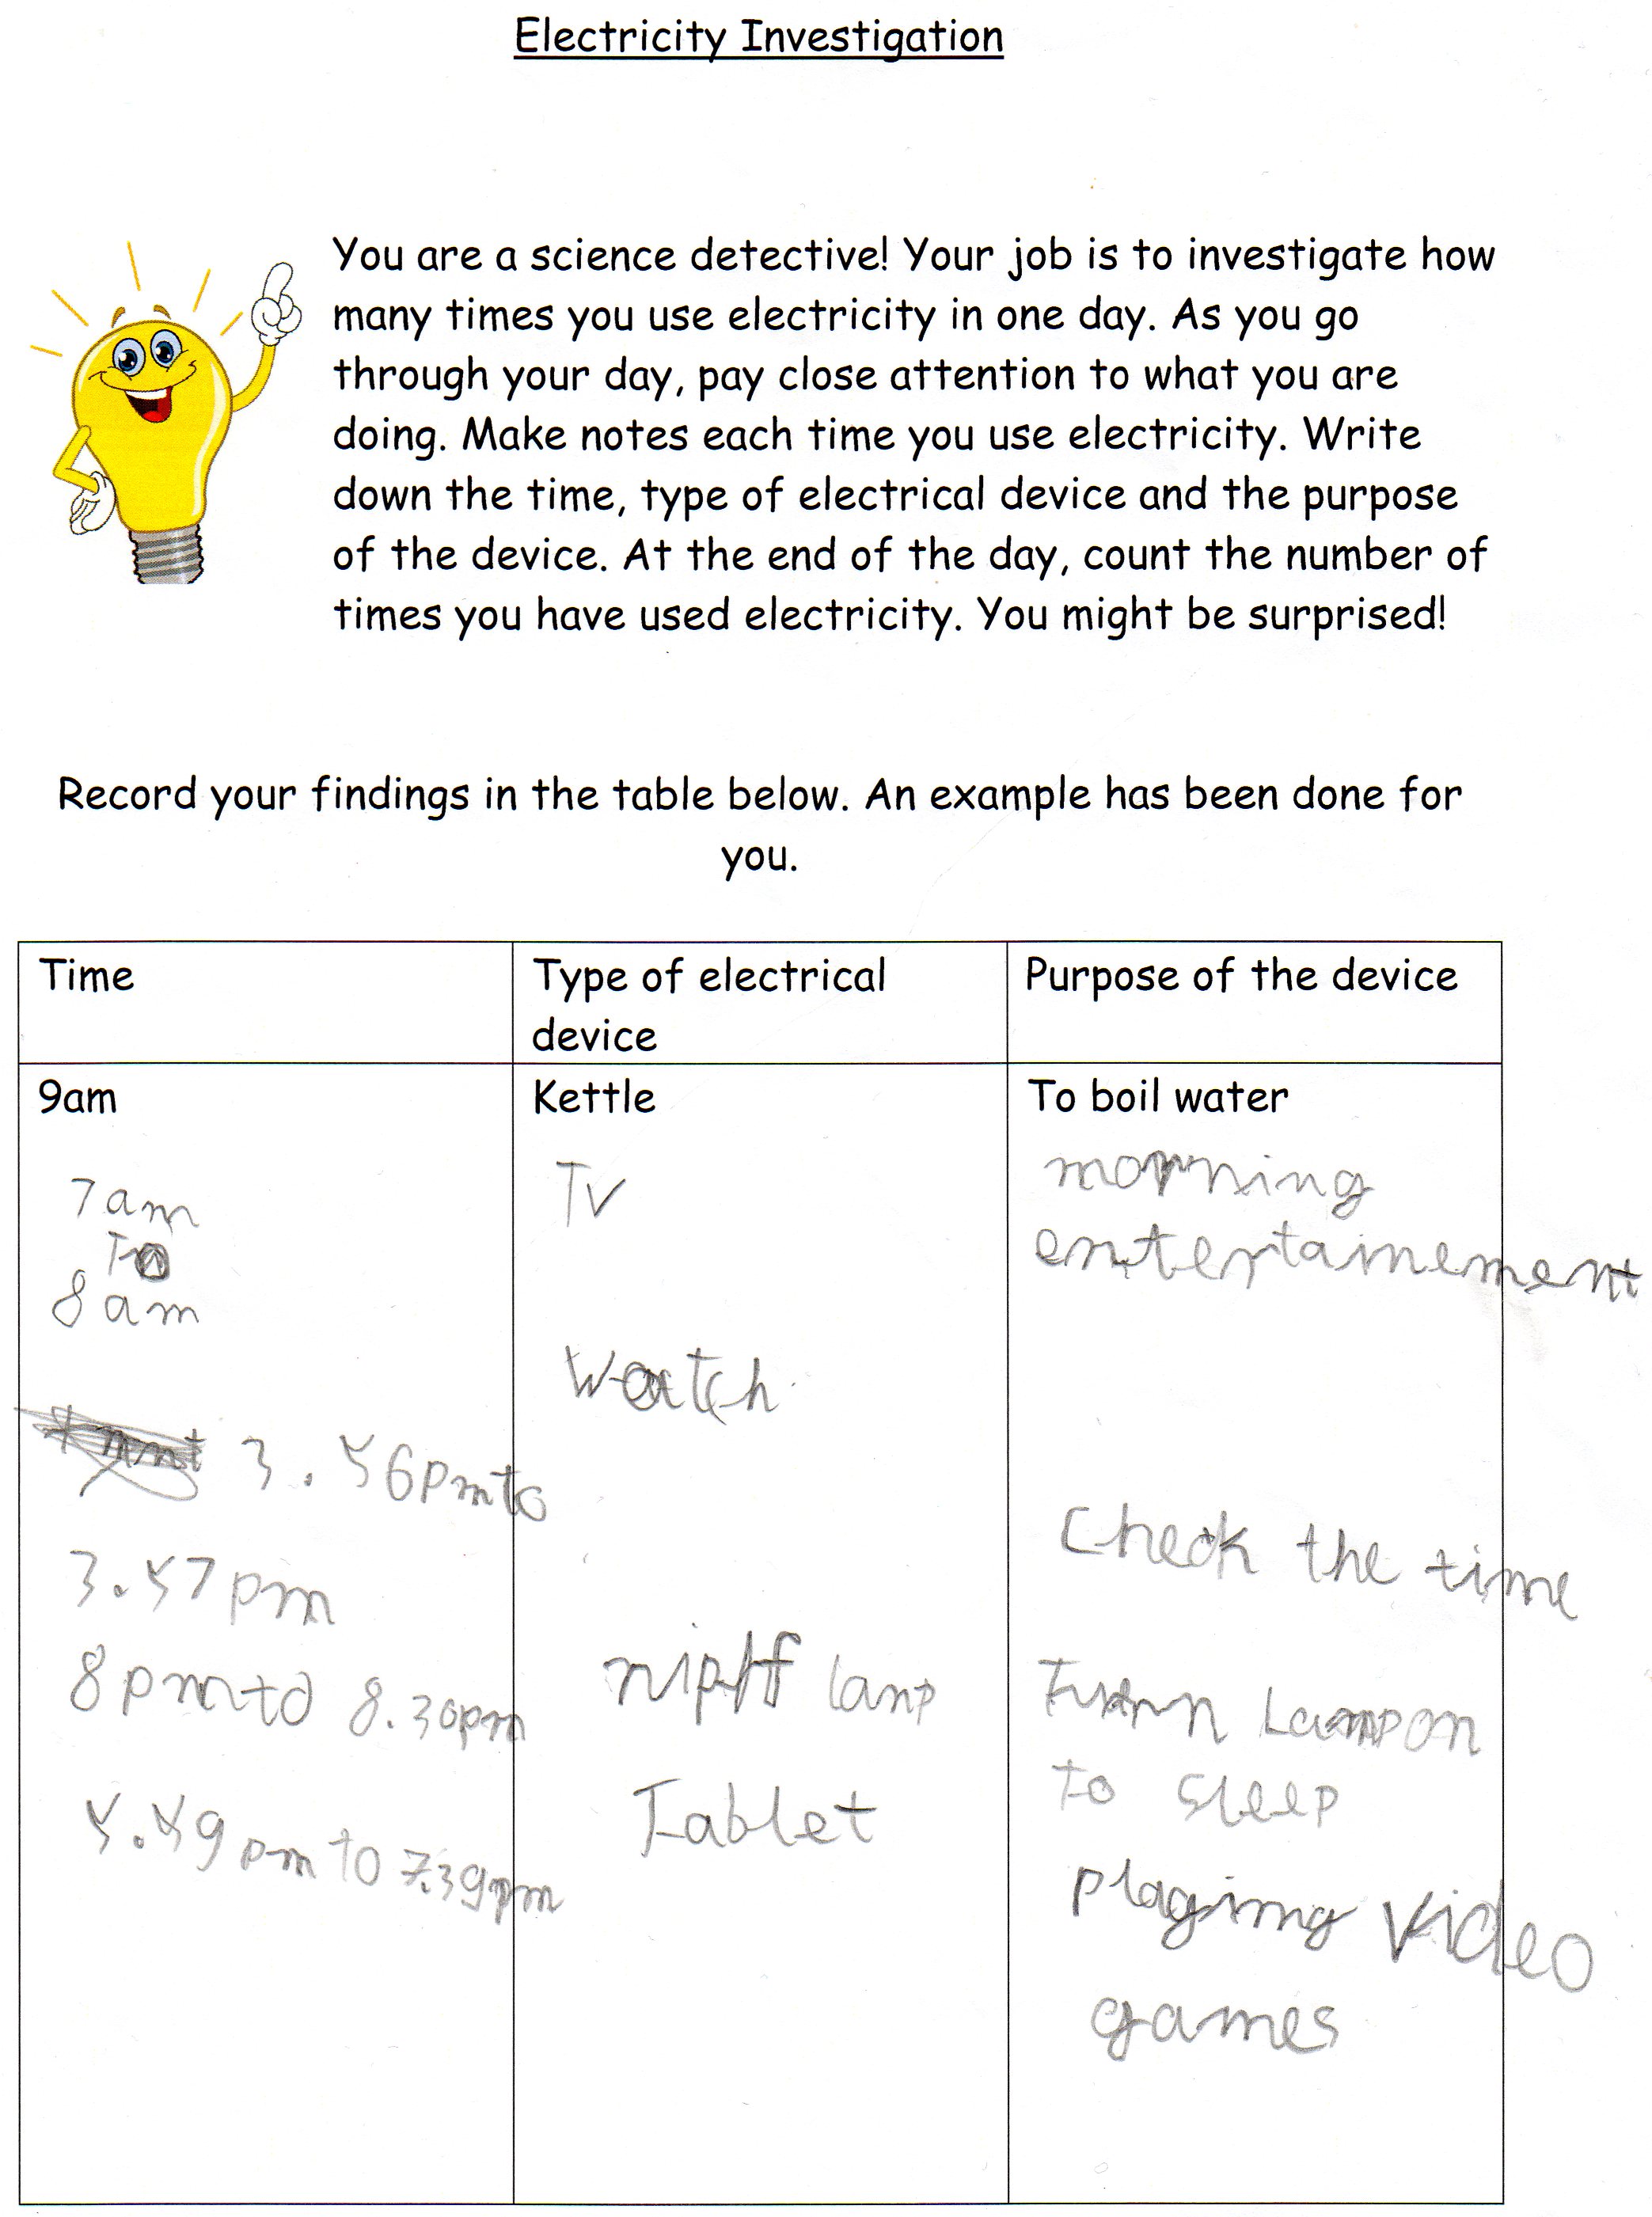 Electricity Investigation
You are a science detective! Your job is to investigate how
many times you use electricity in one day. As you go
through your day, pay close attention to what you are
doing. Make notes each time you use electricity. Write
down the time, type of electrical device and the purpose
of the device. At the end of the day, count the number of
times you have used electricity. You might be surprised!
Record your findings in the table below. An example has been done for
you.
Time
Type of electrical
device
Purpose of the device
9am
Kettle
To boil water
7am
To
8am
TV
morning
entertainement
3.56pm to
3.57pm
Watch
Check the time
8pm to 8.30pm
lamp
Turn Lamp on
to sleep
5.59pm to 7.39pm
Tablet
playing video
games